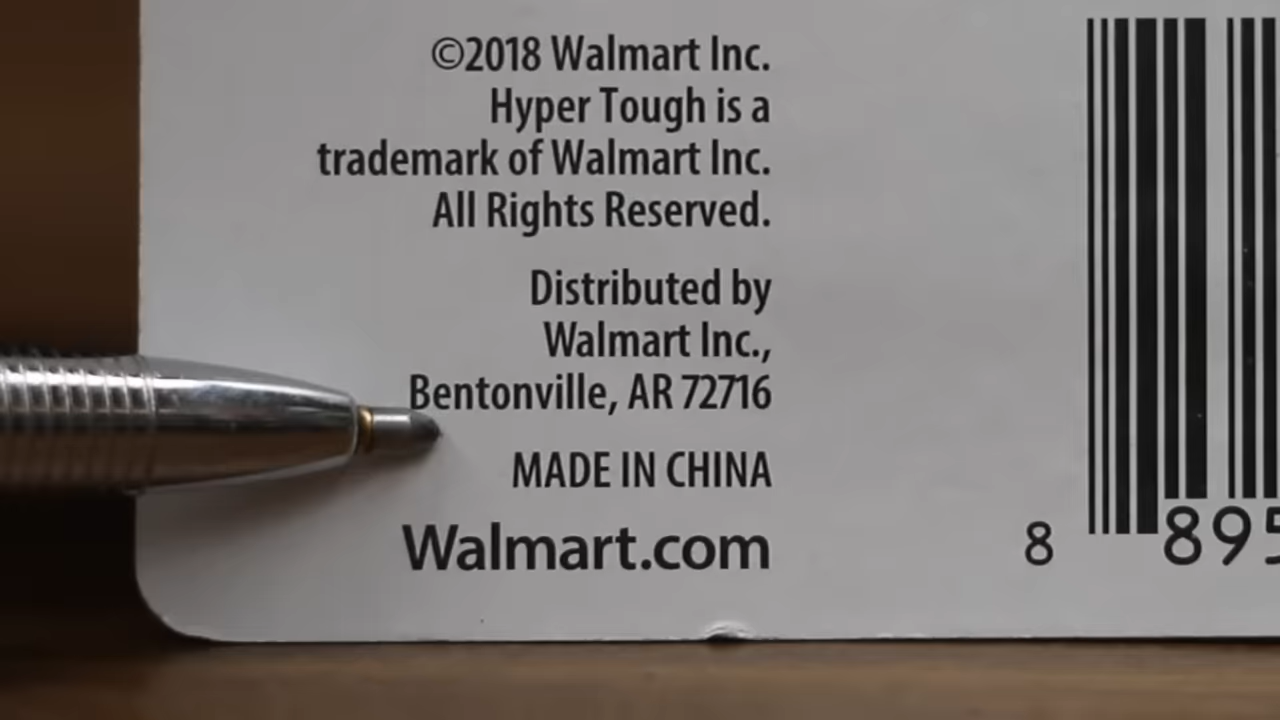 ©2018 Walmart Inc.
Hyper Tough is a
trademark of Walmart Inc.
All Rights Reserved.
Distributed by
Walmart Inc.,
Bentonville, AR 72716
MADE IN CHINA
Walmart.com
8 895